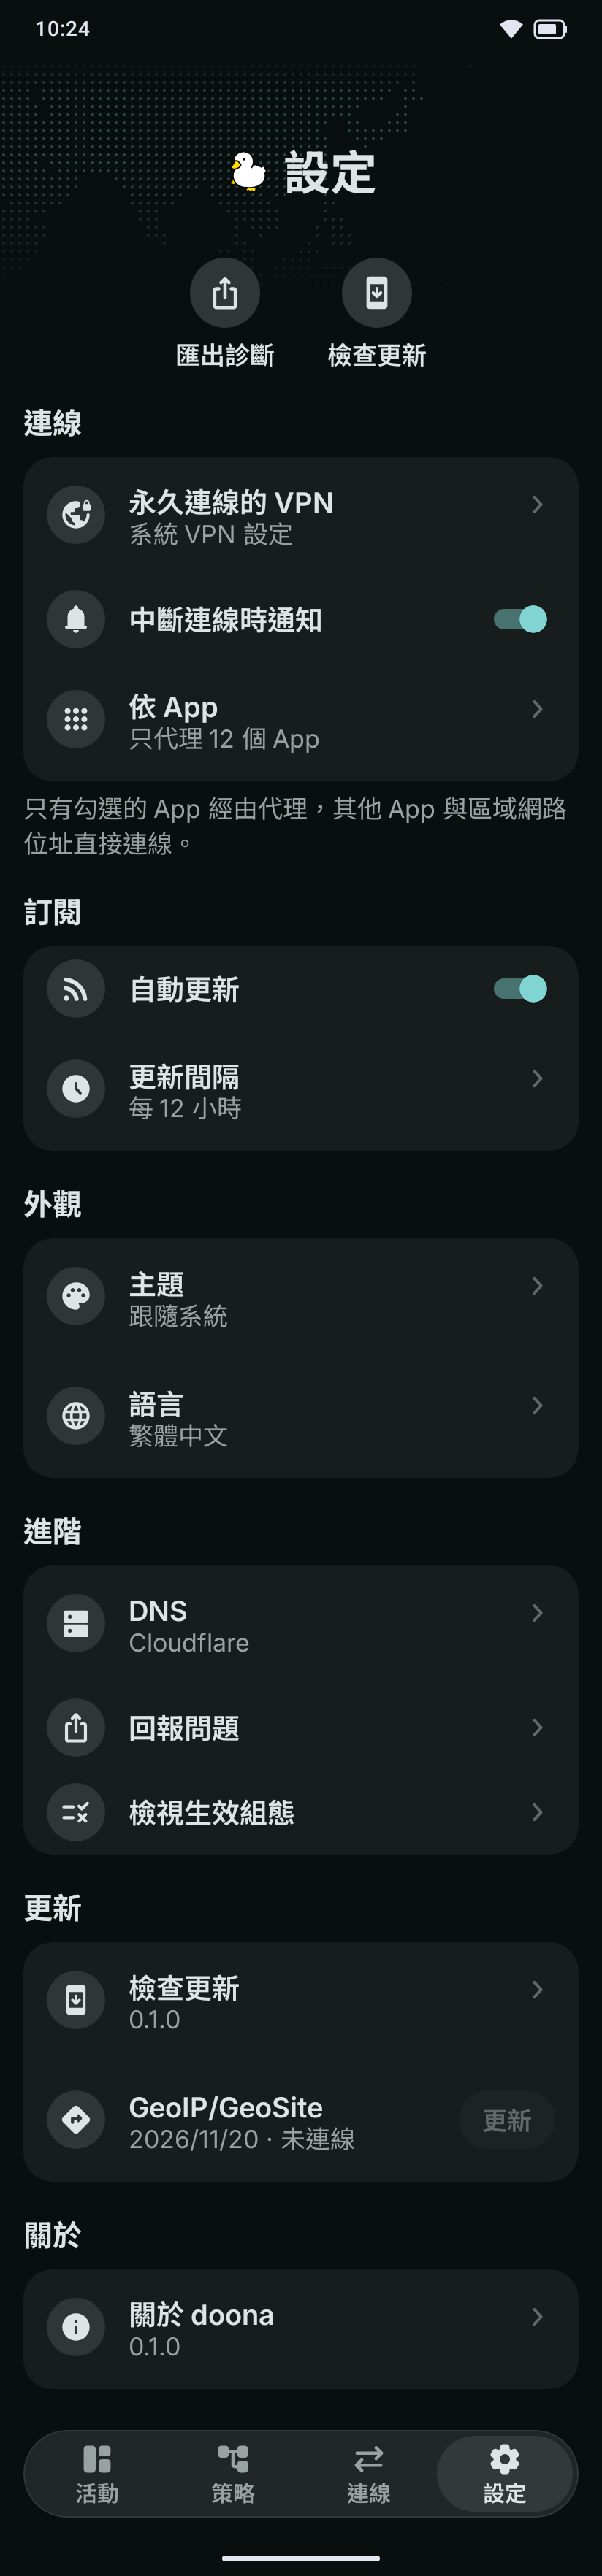 10:24
設定
匯出診斷
檢查更新
連線
永久連線的 VPN
系統 VPN 設定
中斷連線時通知
依 App
只代理 12 個 App
只有勾選的 App 經由代理，其他 App 與區域網路
位址直接連線。
訂閱
自動更新
更新間隔
每 12 小時
外觀
主題
跟隨系統
語言
繁體中文
進階
DNS
Cloudflare
回報問題
檢視生效組態
更新
檢查更新
0.1.0
GeoIP/GeoSite
2026/11/20 · 未連線
更新
關於
關於 doona
0.1.0
活動
策略
連線
設定